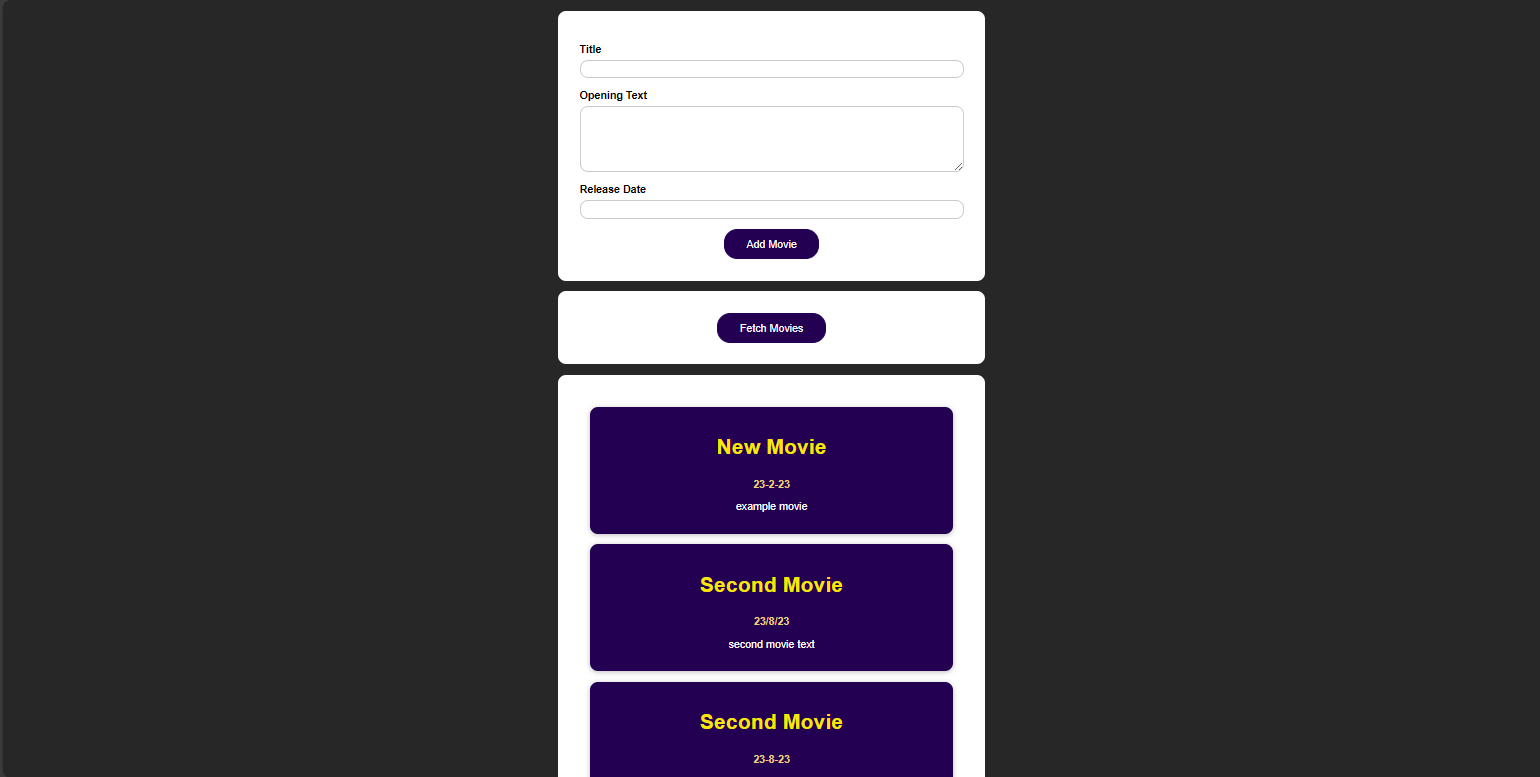 Title
Opening Text
Release Date
Add Movie
Fetch Movies
New Movie
23-2-23
example movie
Second Movie
23/8/23
second movie text
Second Movie
23-8-23